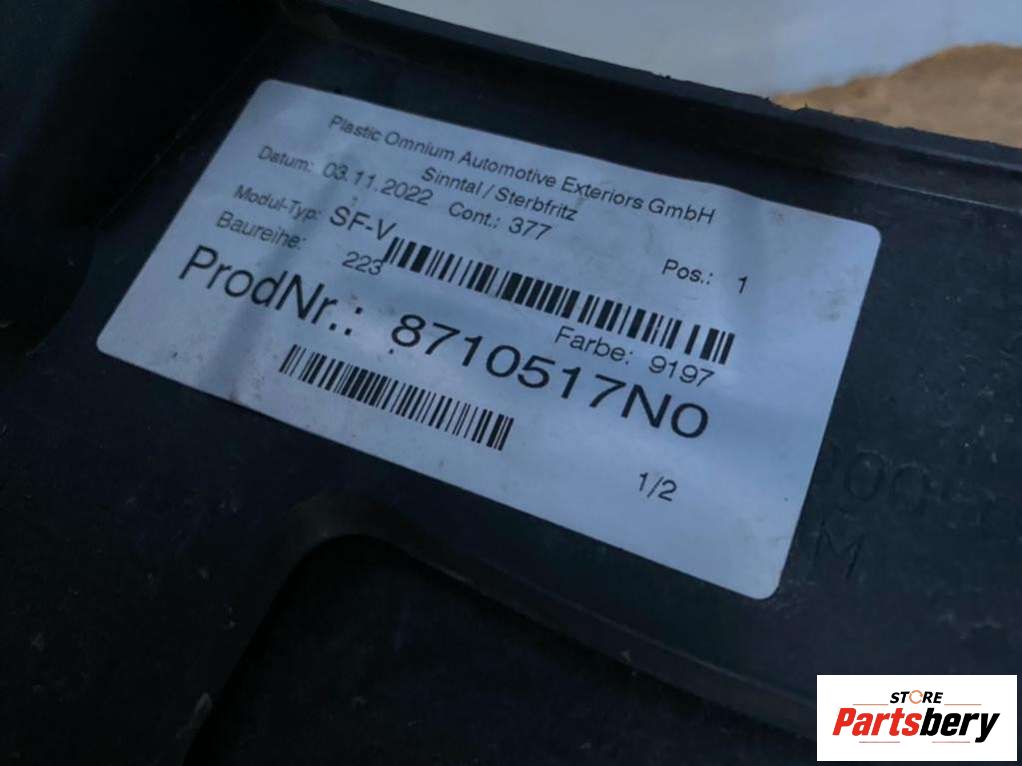 Plastic Omnium Automotive Exteriors GmbH
Sinntal / Sterbfritz
Datum: 03.11.2022 Cont.: 377
Modul-Typ: SF-V Pos.: 1
Baureihe: 223
Farbe: 9197
ProdNr.: 8710517N0
1/2
M
STORE
Partsbery